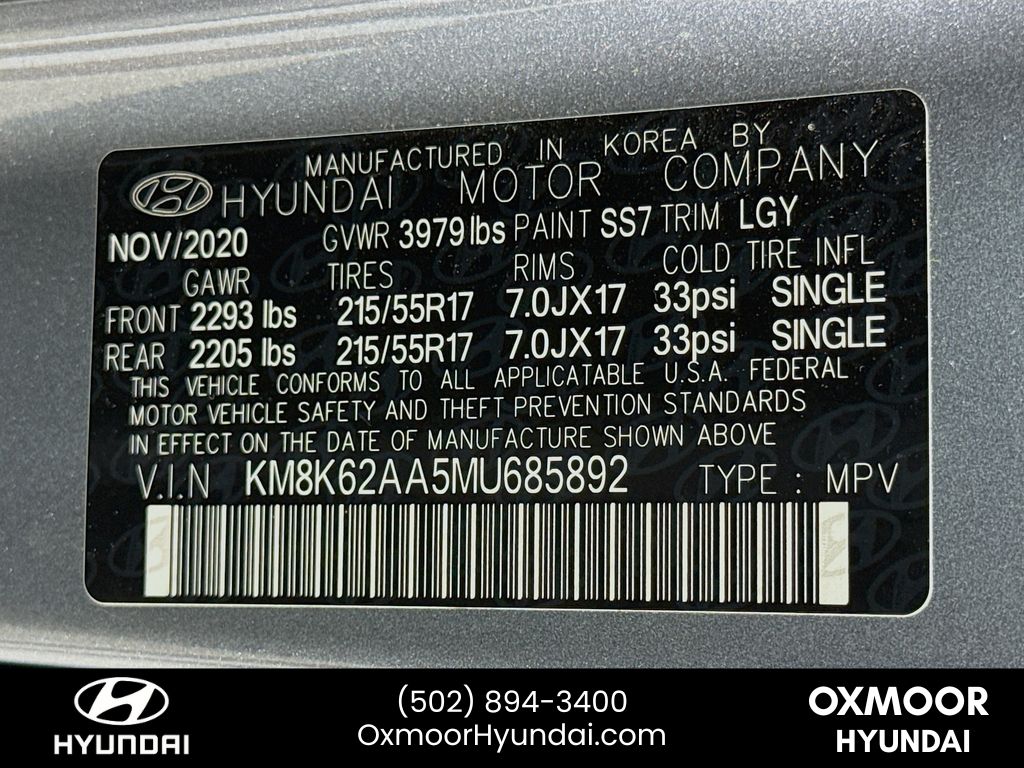 MANUFACTURED IN KOREA BY
HYUNDAI MOTOR COMPANY
NOV/2020 GVWR 3979 lbs PAINT SS7 TRIM LGY
GAWR TIRES RIMS COLD TIRE INFL
FRONT 2293 lbs 215/55R17 7.0JX17 33psi SINGLE
REAR 2205 lbs 215/55R17 7.0JX17 33psi SINGLE
THIS VEHICLE CONFORMS TO ALL APPLICATABLE U.S.A. FEDERAL
MOTOR VEHICLE SAFETY AND THEFT PREVENTION STANDARDS
IN EFFECT ON THE DATE OF MANUFACTURE SHOWN ABOVE
V.I.N KM8K62AA5MU685892 TYPE : MPV
HYUNDAI
(502) 894-3400
OxmoorHyundai.com
OXMOOR
HYUNDAI